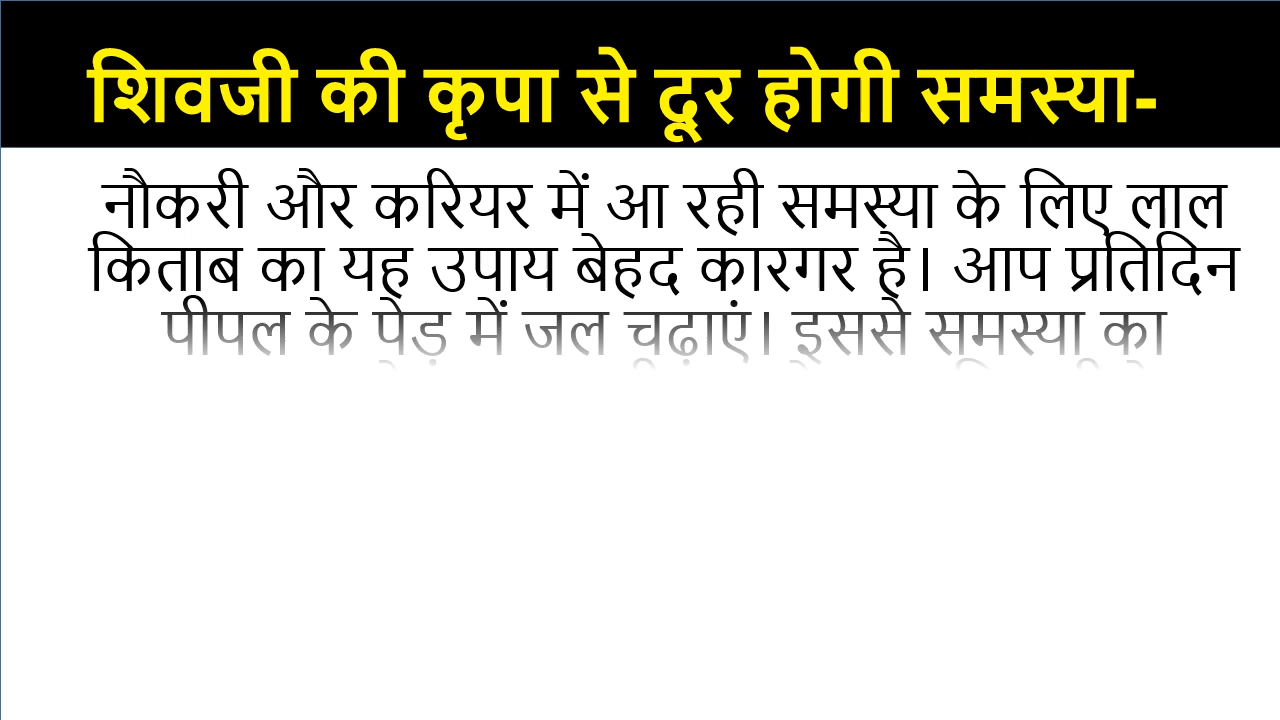 शिवजी की कृपा से दूर होगी समस्या-
नौकरी और करियर में आ रही समस्या के लिए लाल
किताब का यह उपाय बेहद कारगर है। आप प्रतिदिन
पीपल के पेड़ में जल चढ़ाएं। इससे समस्या का